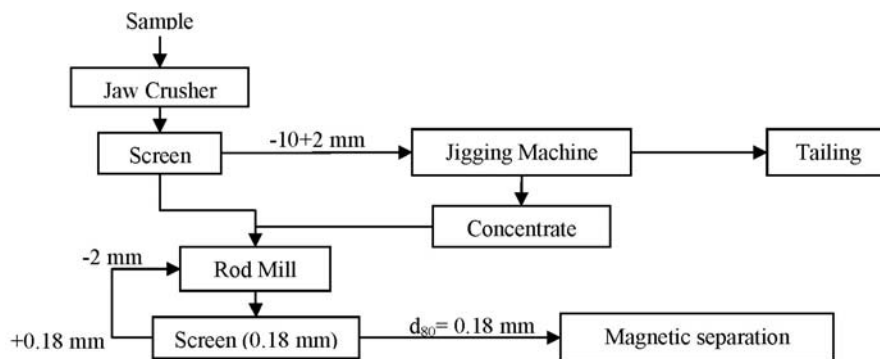 Sample
Jaw Crusher
Screen
-10+2 mm
Jigging Machine
Tailing
Concentrate
-2 mm
Rod Mill
+0.18 mm
Screen (0.18 mm)
d80= 0.18 mm
Magnetic separation